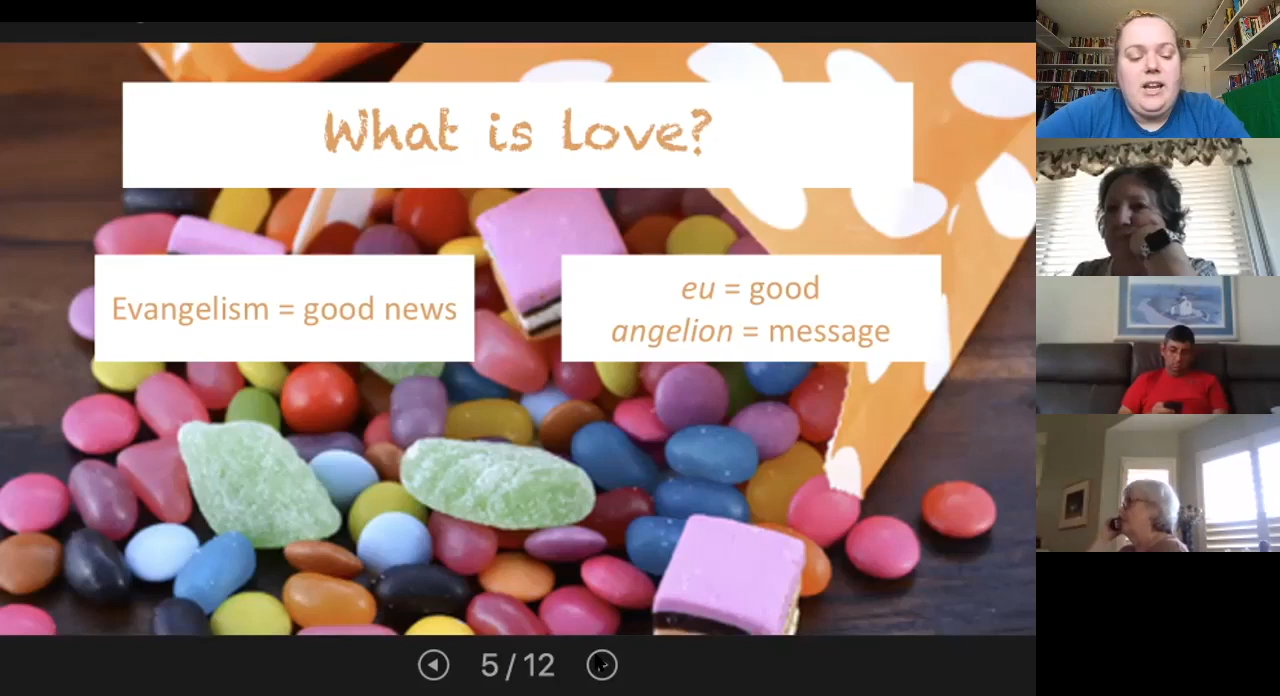 What is love?
Evangelism = good news
eu = good
angelion = message
5/12